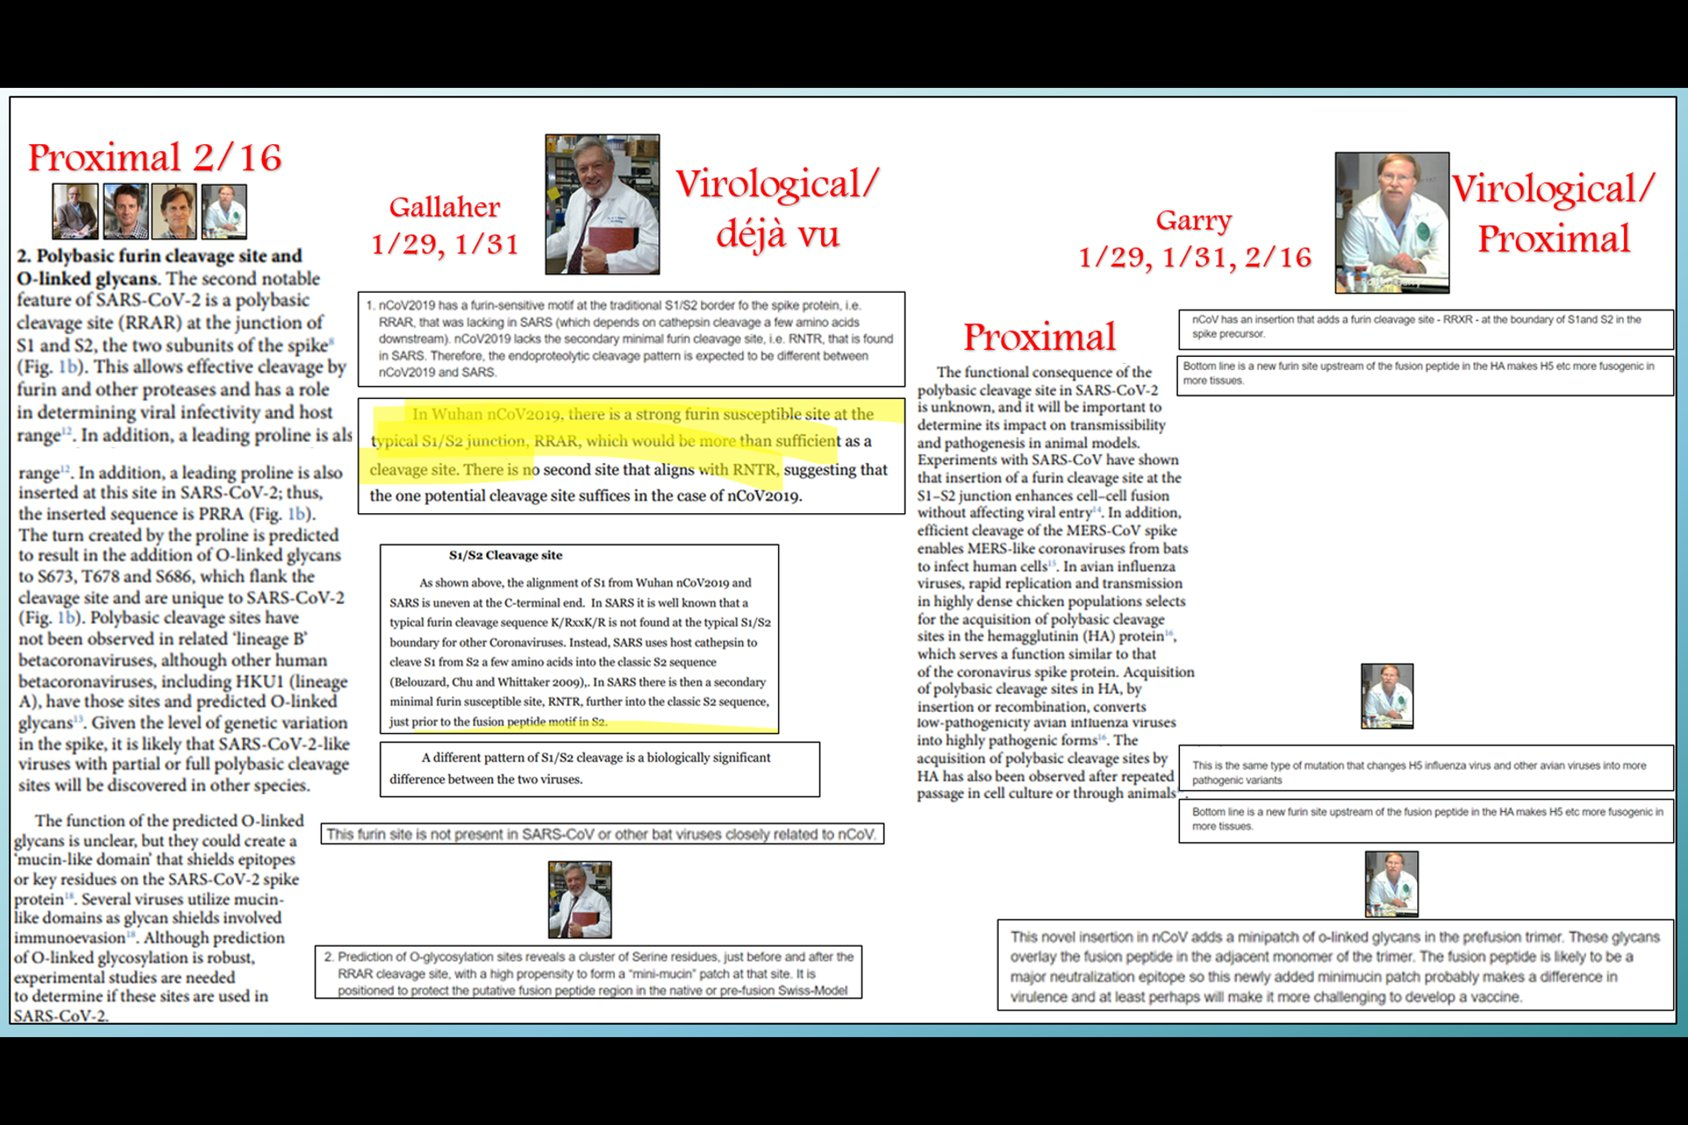 Proximal 2/16
2. Polybasic furin cleavage site and
O-linked glycans. The second notable
feature of SARS-CoV-2 is a polybasic
cleavage site (RRAR) at the junction of
S1 and S2, the two subunits of the spike8
(Fig. 1b). This allows effective cleavage by
furin and other proteases and has a role
in determining viral infectivity and host
range12. In addition, a leading proline is als
range12. In addition, a leading proline is also
inserted at this site in SARS-CoV-2; thus,
the inserted sequence is PRRA (Fig. 1b).
The turn created by the proline is predicted
to result in the addition of O-linked glycans
to S673, T678 and S686, which flank the
cleavage site and are unique to SARS-CoV-2
(Fig. 1b). Polybasic cleavage sites have
not been observed in related 'lineage B'
betacoronaviruses, although other human
betacoronaviruses, including HKU1 (lineage
A), have those sites and predicted O-linked
glycans13. Given the level of genetic variation
in the spike, it is likely that SARS-CoV-2-like
viruses with partial or full polybasic cleavage
sites will be discovered in other species.
The function of the predicted O-linked
glycans is unclear, but they could create a
'mucin-like domain' that shields epitopes
or key residues on the SARS-CoV-2 spike
protein18. Several viruses utilize mucin-
like domains as glycan shields involved
immunoevasion18. Although prediction
of O-linked glycosylation is robust,
experimental studies are needed
to determine if these sites are used in
SARS-CoV-2.
Gallaher
1/29, 1/31
Virological/
déjà vu
1. nCoV2019 has a furin-sensitive motif at the traditional S1/S2 border fo the spike protein, i.e.
RRAR, that was lacking in SARS (which depends on cathepsin cleavage a few amino acids
downstream). nCoV2019 lacks the secondary minimal furin cleavage site, i.e. RNTR, that is found
in SARS. Therefore, the endoproteolytic cleavage pattern is expected to be different between
nCoV2019 and SARS.
In Wuhan nCoV2019, there is a strong furin susceptible site at the
typical S1/S2 junction, RRAR, which would be more than sufficient as a
cleavage site. There is no second site that aligns with RNTR, suggesting that
the one potential cleavage site suffices in the case of nCoV2019.
S1/S2 Cleavage site
As shown above, the alignment of S1 from Wuhan nCoV2019 and
SARS is uneven at the C-terminal end. In SARS it is well known that a
typical furin cleavage sequence K/RxxK/R is not found at the typical S1/S2
boundary for other Coronaviruses. Instead, SARS uses host cathepsin to
cleave S1 from S2 a few amino acids into the classic S2 sequence
(Belouzard, Chu and Whittaker 2009),. In SARS there is then a secondary
minimal furin susceptible site, RNTR, further into the classic S2 sequence,
just prior to the fusion peptide motif in S2.
A different pattern of S1/S2 cleavage is a biologically significant
difference between the two viruses.
This furin site is not present in SARS-CoV or other bat viruses closely related to nCoV.
2. Prediction of O-glycosylation sites reveals a cluster of Serine residues, just before and after the
RRAR cleavage site, with a high propensity to form a "mini-mucin" patch at that site. It is
positioned to protect the putative fusion peptide region in the native or pre-fusion Swiss-Model
Garry
1/29, 1/31, 2/16
Virological/
Proximal
Proximal
The functional consequence of the
polybasic cleavage site in SARS-CoV-2
is unknown, and it will be important to
determine its impact on transmissibility
and pathogenesis in animal models.
Experiments with SARS-CoV have shown
that insertion of a furin cleavage site at the
S1–S2 junction enhances cell–cell fusion
without affecting viral entry14. In addition,
efficient cleavage of the MERS-CoV spike
enables MERS-like coronaviruses from bats
to infect human cells15. In avian influenza
viruses, rapid replication and transmission
in highly dense chicken populations selects
for the acquisition of polybasic cleavage
sites in the hemagglutinin (HA) protein16,
which serves a function similar to that
of the coronavirus spike protein. Acquisition
of polybasic cleavage sites in HA, by
insertion or recombination, converts
low-pathogenicity avian influenza viruses
into highly pathogenic forms16. The
acquisition of polybasic cleavage sites by
HA has also been observed after repeated
passage in cell culture or through animals
nCoV has an insertion that adds a furin cleavage site - RRXR - at the boundary of S1and S2 in the
spike precursor.
Bottom line is a new furin site upstream of the fusion peptide in the HA makes H5 etc more fusogenic in
more tissues.
This is the same type of mutation that changes H5 influenza virus and other avian viruses into more
pathogenic variants
Bottom line is a new furin site upstream of the fusion peptide in the HA makes H5 etc more fusogenic in
more tissues.
This novel insertion in nCoV adds a minipatch of o-linked glycans in the prefusion trimer. These glycans
overlay the fusion peptide in the adjacent monomer of the trimer. The fusion peptide is likely to be a
major neutralization epitope so this newly added minimucin patch probably makes a difference in
virulence and at least perhaps will make it more challenging to develop a vaccine.